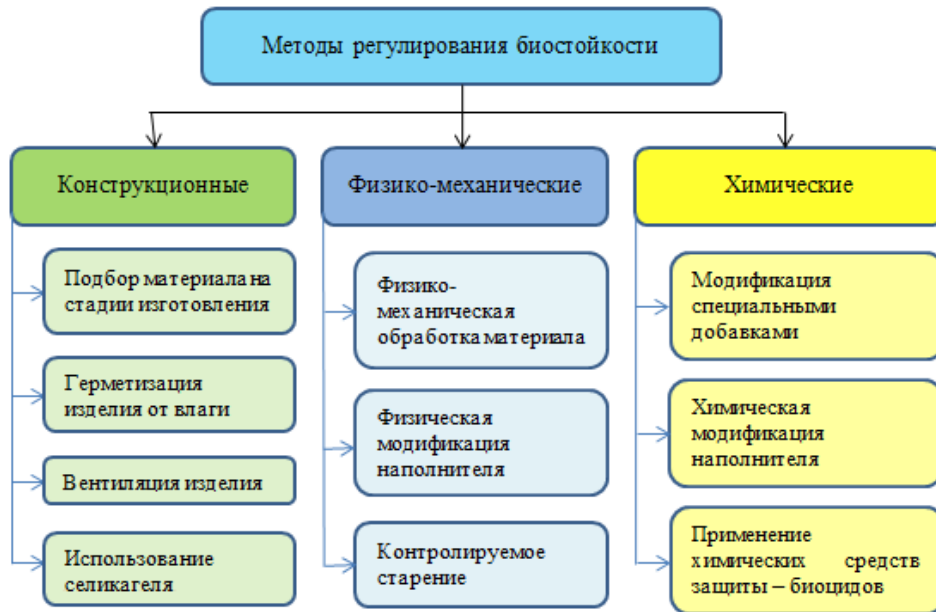 Методы регулирования биостойкости
Конструкционные
Подбор материала на
стадии изготовления
Герметизация
изделия от влаги
Вентиляция изделия
Использование
селикагеля
Физико-механические
Физико-
механическая
обработка материала
Физическая
модификация
наполнителя
Контролируемое
старение
Химические
Модификация
специальными
добавками
Химическая
модификация
наполнителя
Применение
химических средств
защиты – биоцидов